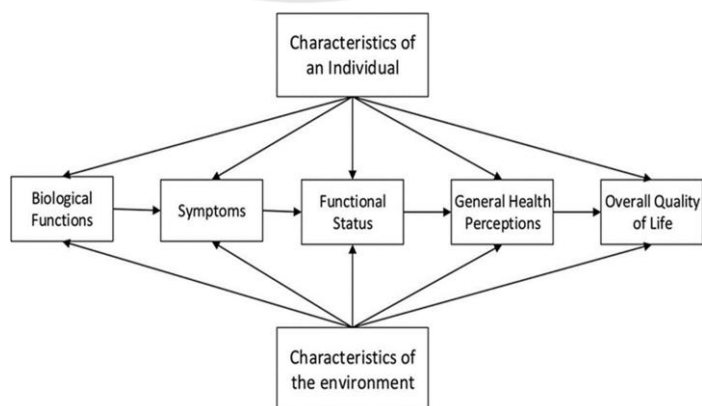 Characteristics of
an Individual
Biological
Functions
Symptoms
Functional
Status
General Health
Perceptions
Overall Quality
of Life
Characteristics of
the environment